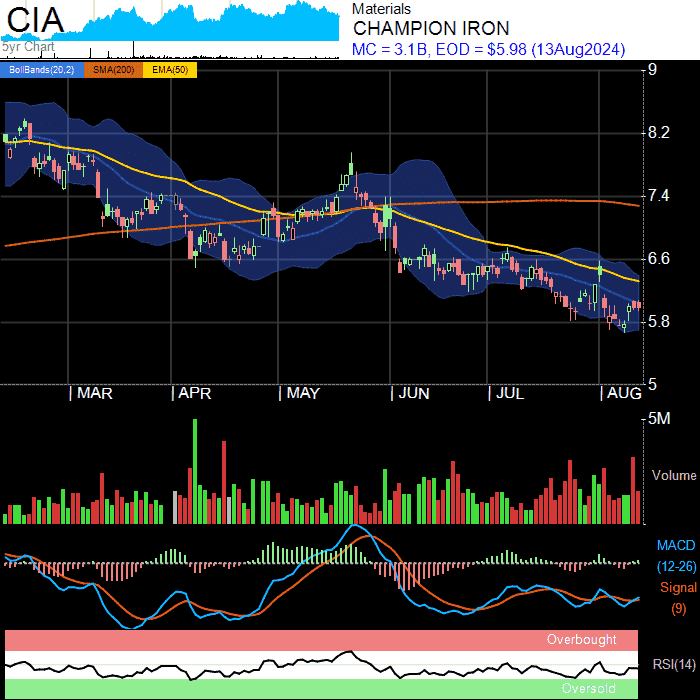 CIA
5yr Chart
Materials
CHAMPION IRON
MC = 3.1B, EOD = $5.98 (13Aug2024)
BollBands(20,2) SMA(200) EMA(50)
9
8.2
7.4
6.6
5.8
5
MAR APR MAY JUN JUL AUG
5M
Volume
MACD
(12-26)
Signal
(9)
Overbought
RSI(14)
Oversold